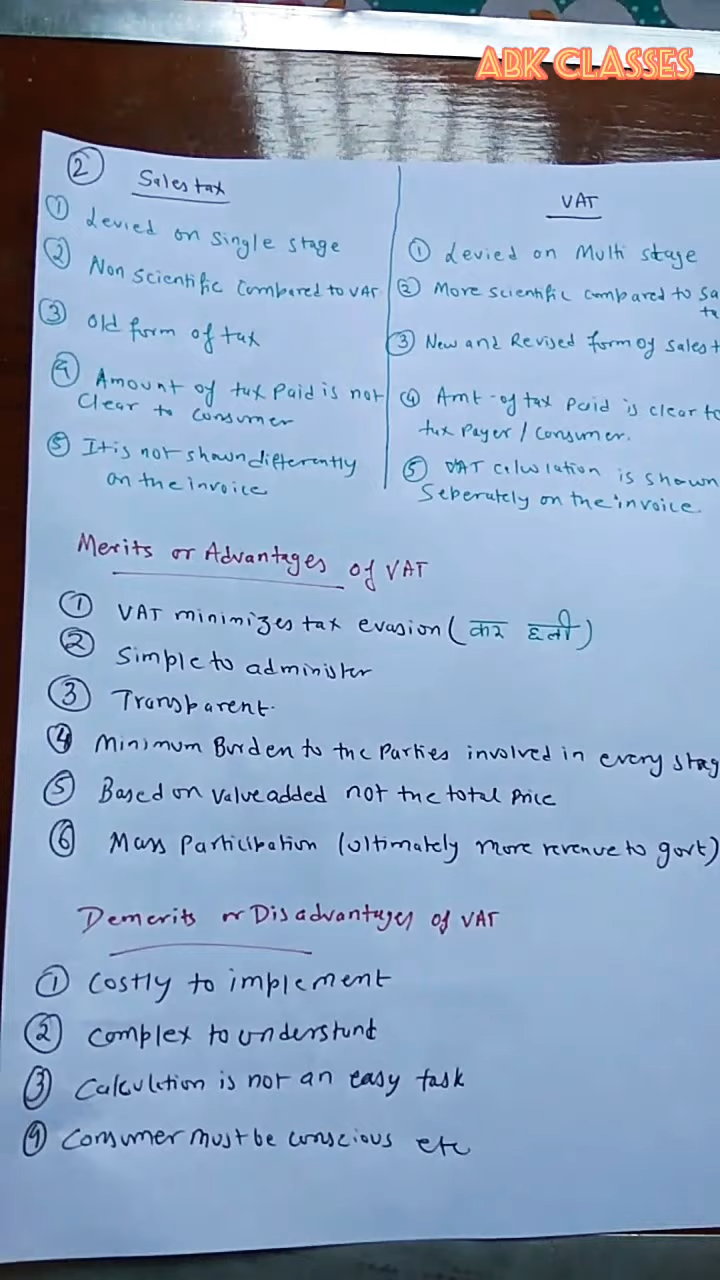 ABK CLASSES
② Sales tax
① Levied on Single stage
② Non scientific compared to VAT
③ Old form of tax
④ Amount of tax paid is not
clear to consumer
⑤ It is not shown differently
on the invoice
VAT
① Levied on Multi stage
② More scientific compared to sa
ta
③ New and Revised form of sales t
④ Amt-of tax paid is clear to
tax payer / consumer.
⑤ VAT calculation is shown
Seberately on the invoice.
Merits or Advantages of VAT
① VAT minimizes tax evasion (कर छली)
② Simple to administer
③ Transparent.
④ Minimum Burden to the Parties involved in every stag
⑤ Based on value added not the total Price
⑥ Mass Participation (Ultimately more revenue to govt)
Demerits or Disadvantages of VAT
① Costly to implement
② Complex to understand
③ Calculation is not an easy task
④ Consumer must be conscious etc